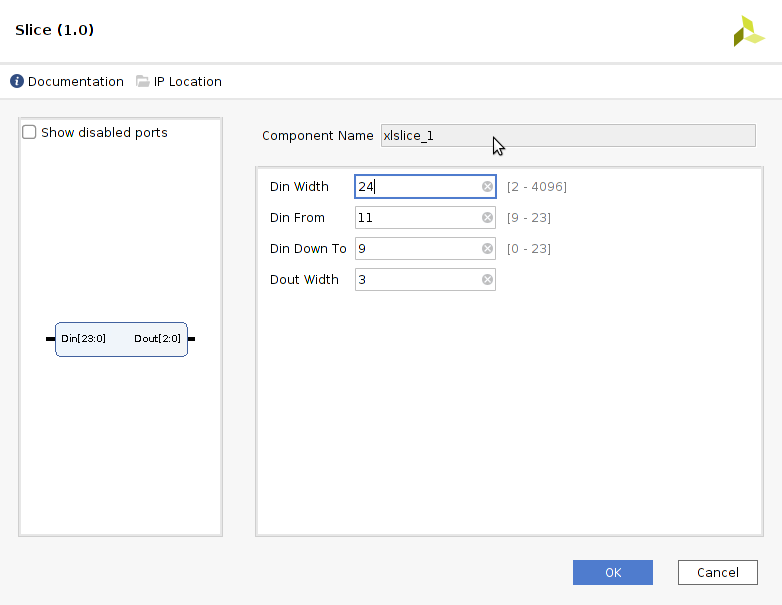 Slice (1.0)
Documentation IP Location
Show disabled ports
Component Name xlslice_1
Din Width 24 [2 - 4096]
Din From 11 [9 - 23]
Din Down To 9 [0 - 23]
Dout Width 3
Din[23:0] Dout[2:0]
OK Cancel